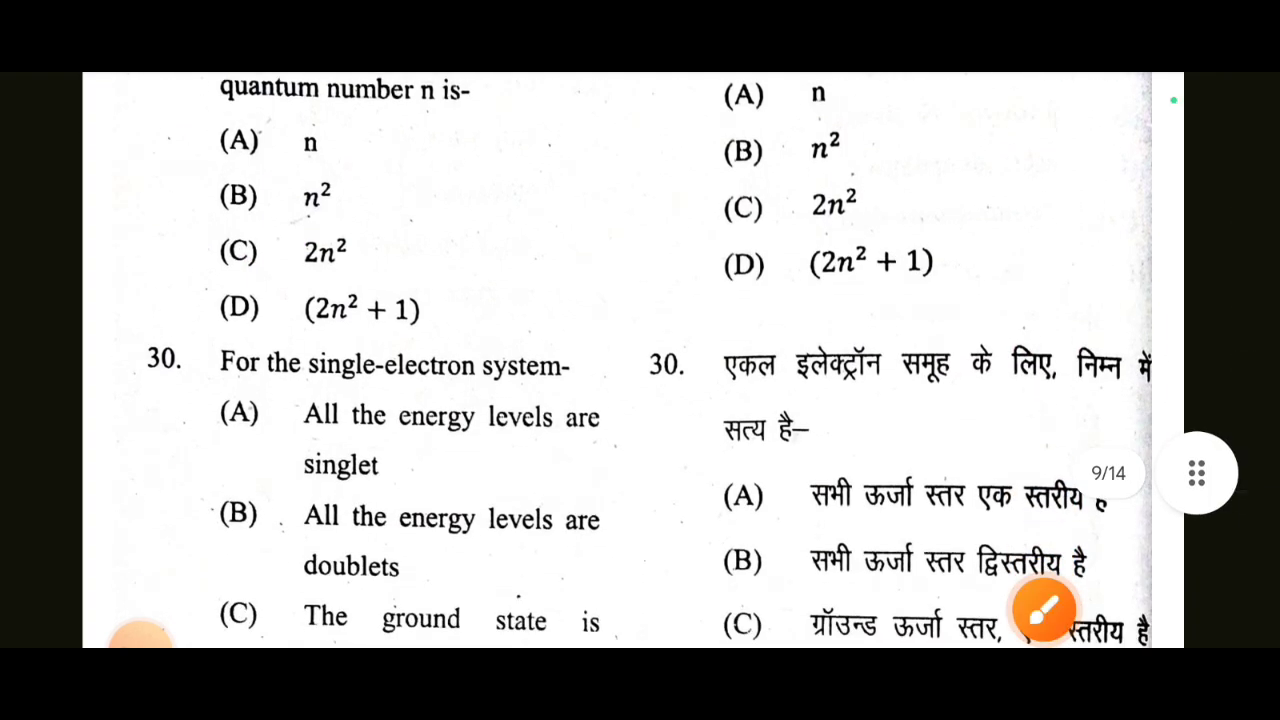 quantum number n is-
(A) n
(B) n²
(C) 2n²
(D) (2n² + 1)
30. For the single-electron system-
(A) All the energy levels are
singlet
(B) All the energy levels are
doublets
(C) The ground state is
(A) n
(B) n²
(C) 2n²
(D) (2n² + 1)
30. एकल इलेक्ट्रॉन समूह के लिए, निम्न में
सत्य है–
(A) सभी ऊर्जा स्तर एक स्तरीय
(B) सभी ऊर्जा स्तर द्विस्तरीय है
(C) ग्रॉउन्ड ऊर्जा स्तर, स्तरीय है
9/14